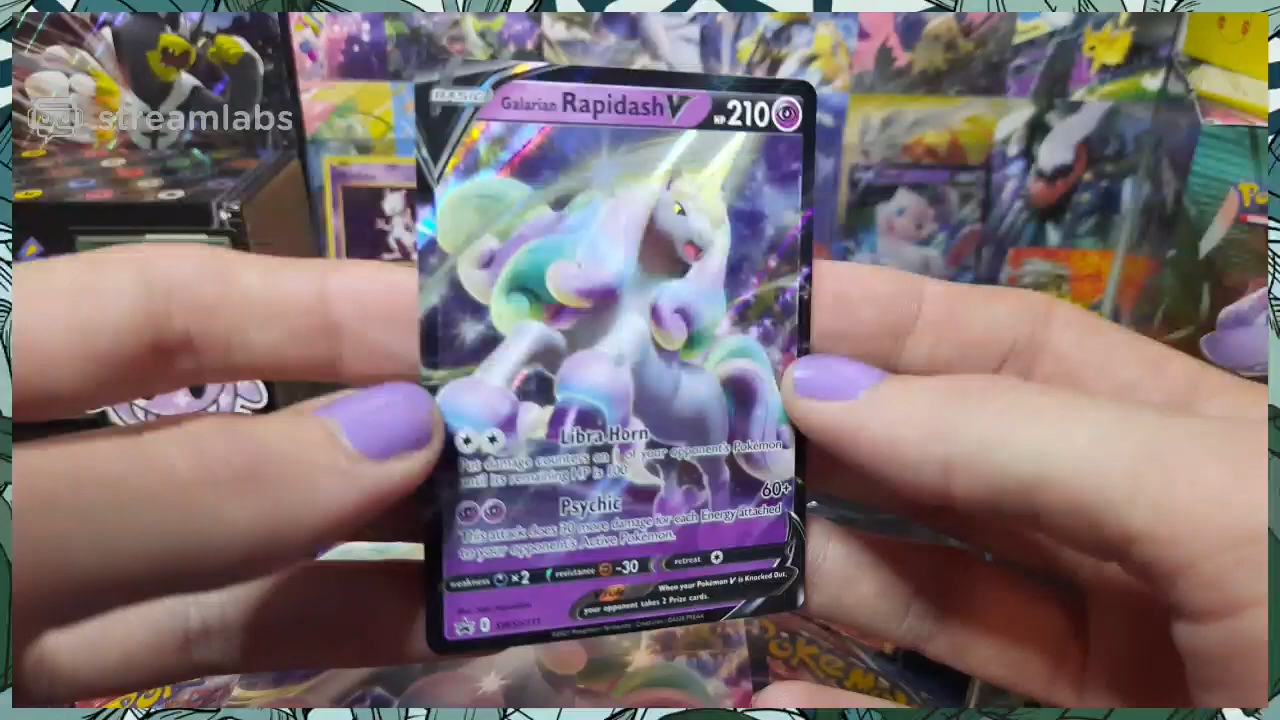 streamlabs
BASIC
Galarian Rapidash V HP 210
Libra Horn
Put damage counters on 1 of your opponent's Pokémon
until its remaining HP is 100.
Psychic 60+
This attack does 30 more damage for each Energy attached
to your opponent's Active Pokémon.
weakness ×2 resistance -30 retreat
When your Pokémon V is Knocked Out,
your opponent takes 2 Prize cards.
POKéMON